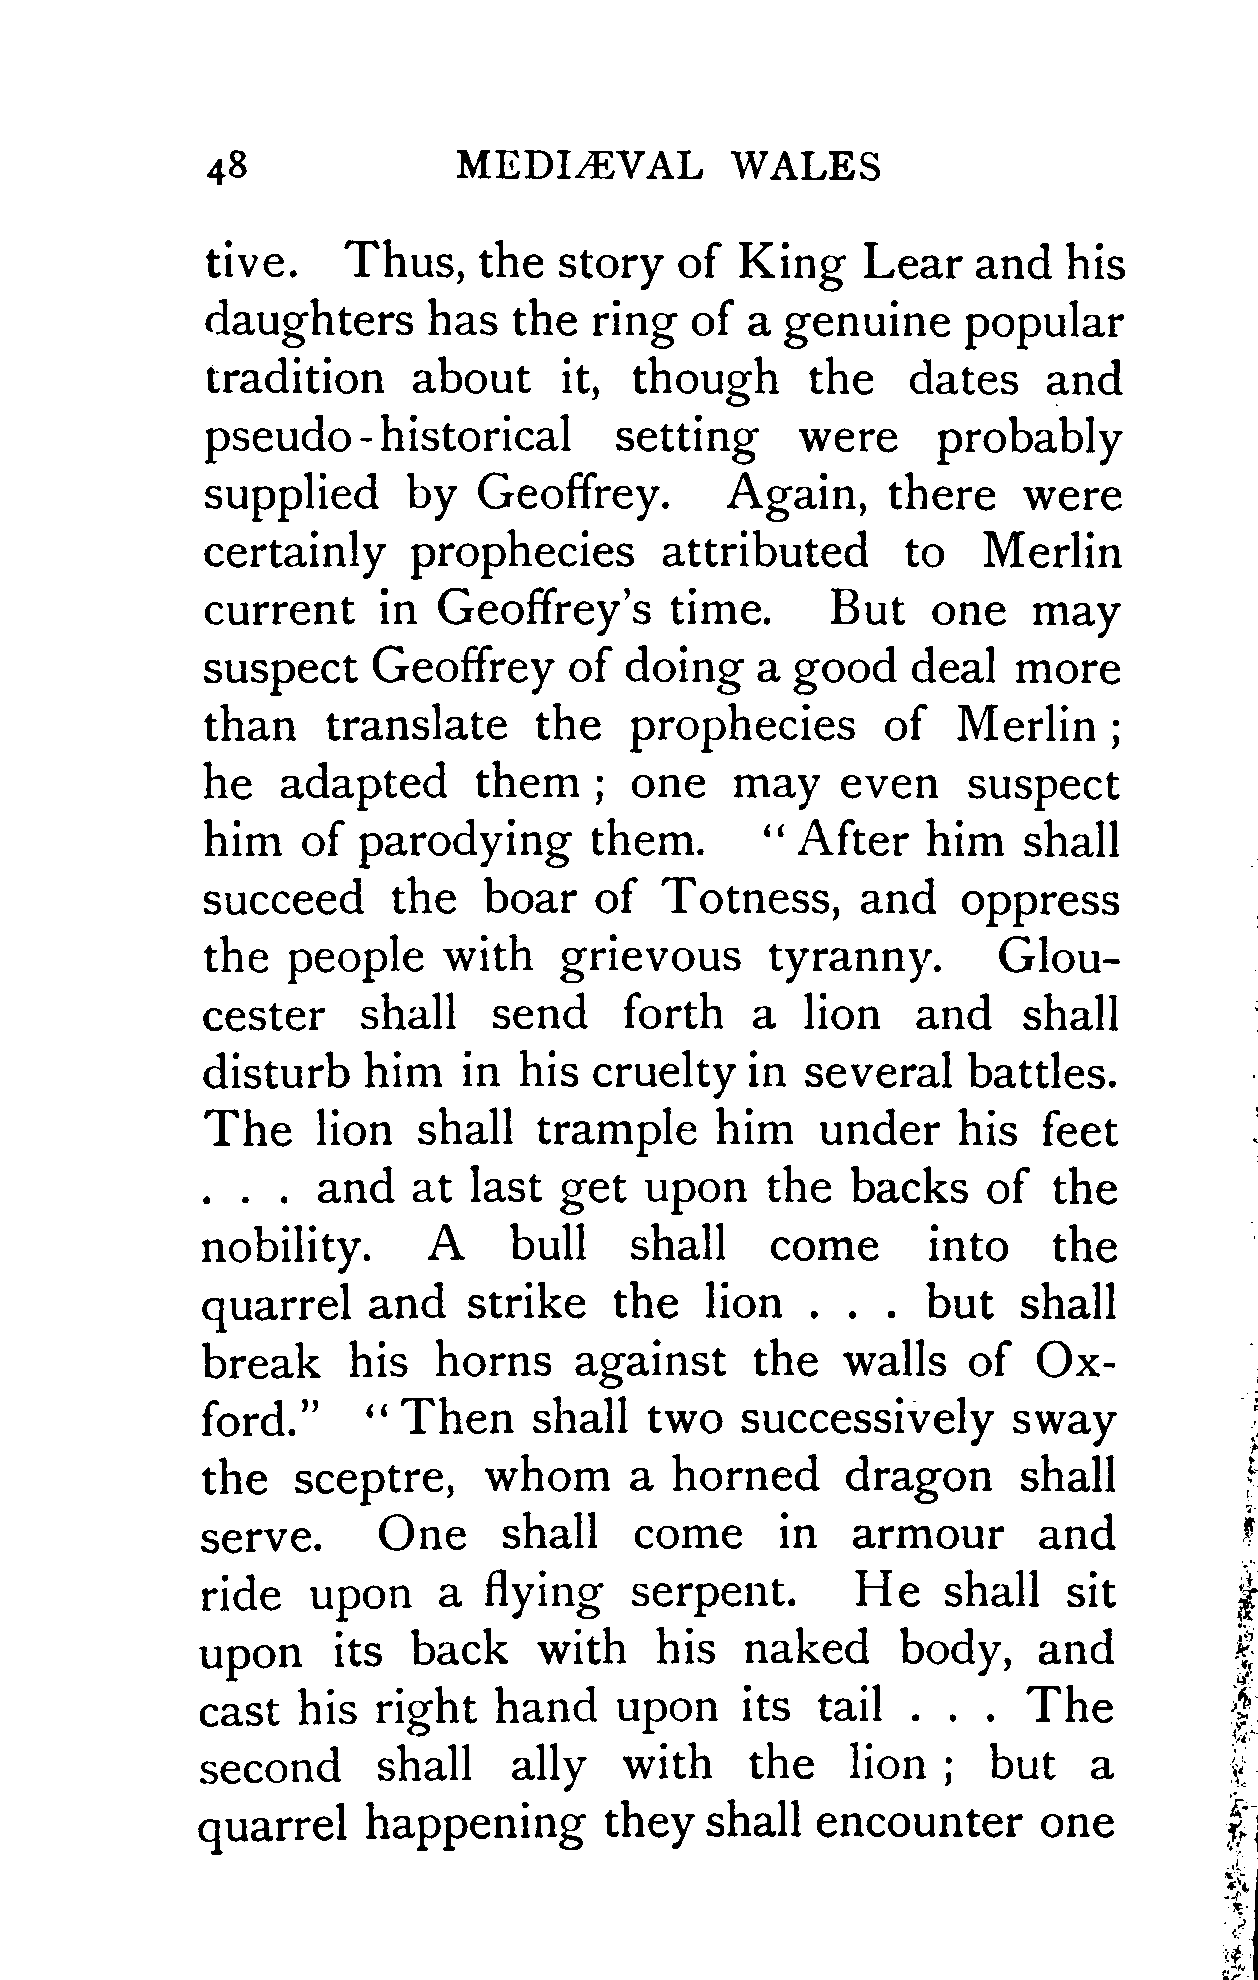 48 MEDIÆVAL WALES
tive. Thus, the story of King Lear and his
daughters has the ring of a genuine popular
tradition about it, though the dates and
pseudo-historical setting were probably
supplied by Geoffrey. Again, there were
certainly prophecies attributed to Merlin
current in Geoffrey's time. But one may
suspect Geoffrey of doing a good deal more
than translate the prophecies of Merlin ;
he adapted them ; one may even suspect
him of parodying them. “ After him shall
succeed the boar of Totness, and oppress
the people with grievous tyranny. Glou-
cester shall send forth a lion and shall
disturb him in his cruelty in several battles.
The lion shall trample him under his feet
. . . and at last get upon the backs of the
nobility. A bull shall come into the
quarrel and strike the lion . . . but shall
break his horns against the walls of Ox-
ford.” “ Then shall two successively sway
the sceptre, whom a horned dragon shall
serve. One shall come in armour and
ride upon a flying serpent. He shall sit
upon its back with his naked body, and
cast his right hand upon its tail . . . The
second shall ally with the lion ; but a
quarrel happening they shall encounter one